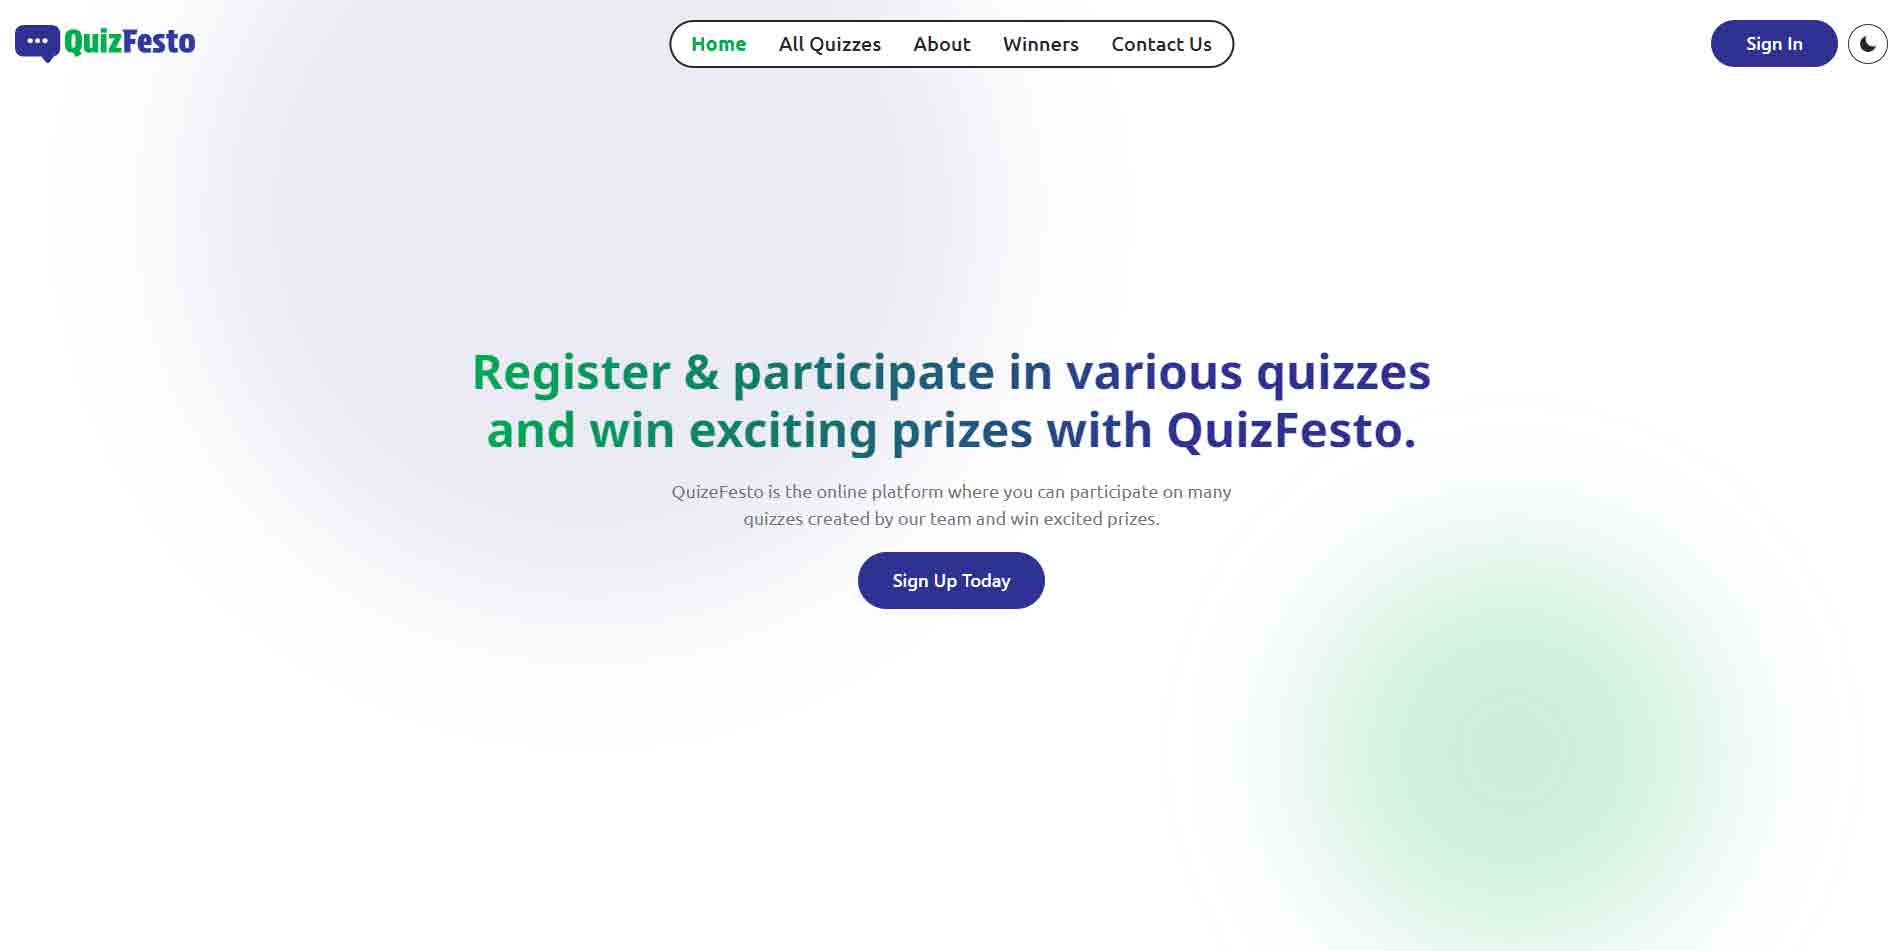 QuizFesto
Home
All Quizzes
About
Winners
Contact Us
Sign In
Register & participate in various quizzes
and win exciting prizes with QuizFesto.
QuizeFesto is the online platform where you can participate on many
quizzes created by our team and win excited prizes.
Sign Up Today